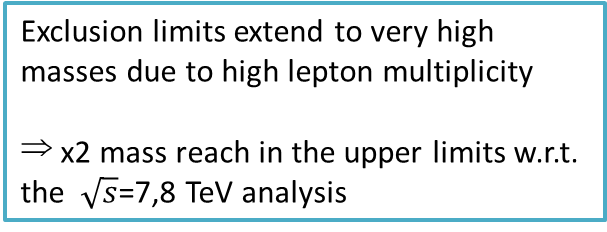 Exclusion limits extend to very high
masses due to high lepton multiplicity
⇒ x2 mass reach in the upper limits w.r.t.
the √s=7,8 TeV analysis